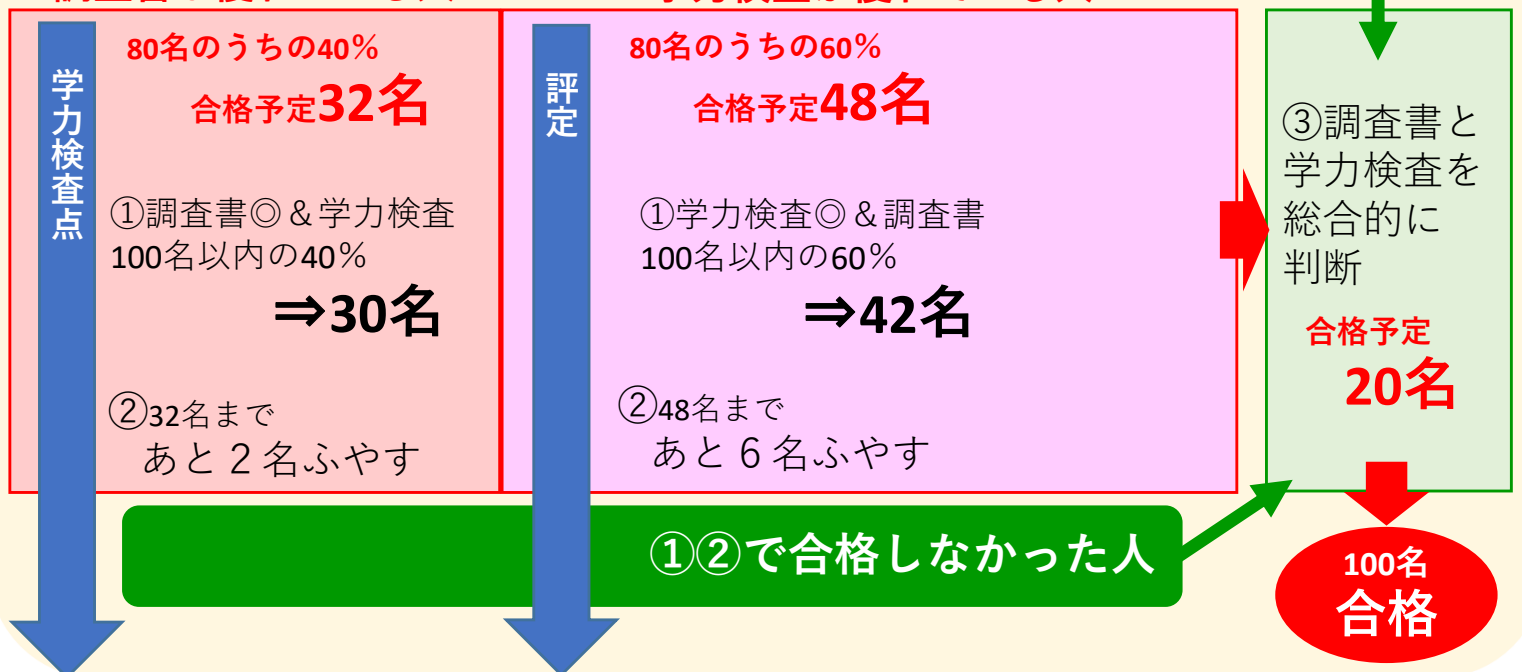 学力検査点
80名のうちの40%
合格予定32名
①調査書◎&学力検査
100名以内の40%
⇒30名
②32名まで
あと2名ふやす
評定
80名のうちの60%
合格予定48名
①学力検査◎&調査書
100名以内の60%
⇒42名
②48名まで
あと6名ふやす
③調査書と
学力検査を
総合的に
判断
合格予定
20名
①②で合格しなかった人
100名
合格